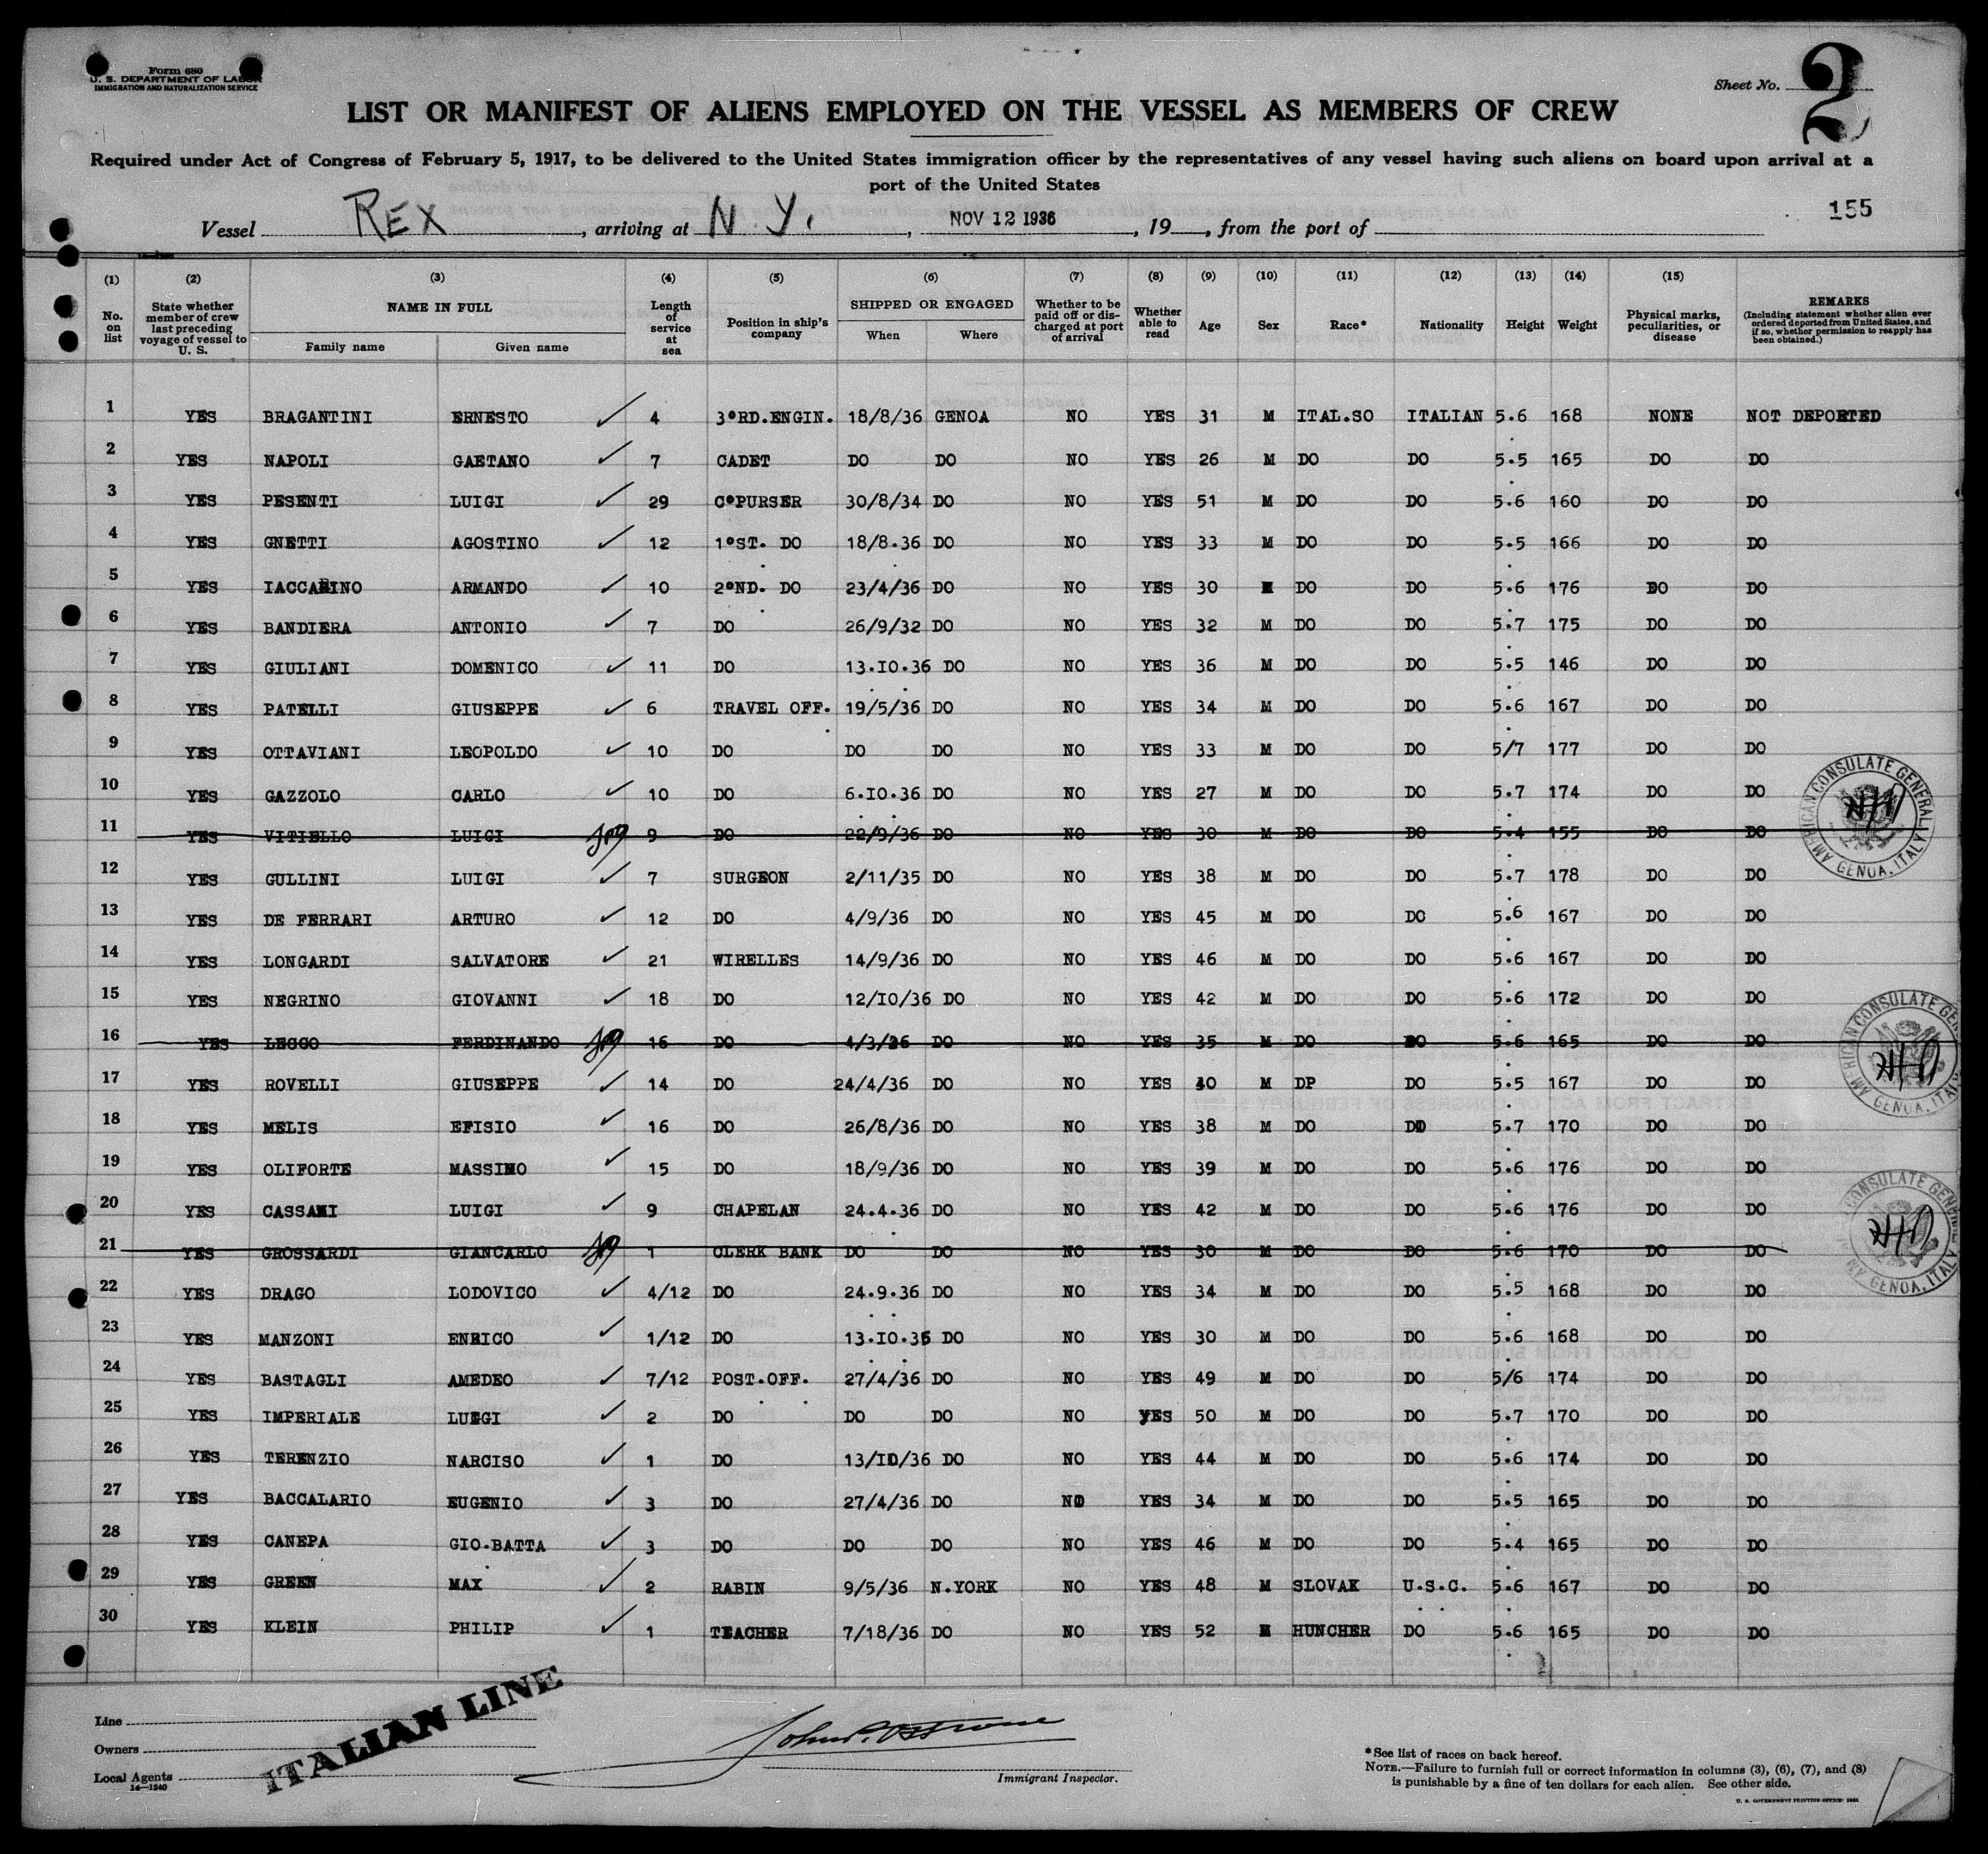 Form 680
U. S. DEPARTMENT OF LABOR
IMMIGRATION AND NATURALIZATION SERVICE
Sheet No. 2
LIST OR MANIFEST OF ALIENS EMPLOYED ON THE VESSEL AS MEMBERS OF CREW
Required under Act of Congress of February 5, 1917, to be delivered to the United States immigration officer by the representatives of any vessel having such aliens on board upon arrival at a
port of the United States
155
Vessel REX, arriving at N. Y., NOV 12 1936, 19, from the port of
(1) (2) (3) (4) (5) (6) (7) (8) (9) (10) (11) (12) (13) (14) (15)
No. on list State whether member of crew last preceding voyage of vessel to U. S. NAME IN FULL Family name Given name Length of service at sea Position in ship's company SHIPPED OR ENGAGED When Where Whether to be paid off or discharged at port of arrival Whether able to read Age Sex Race* Nationality Height Weight Physical marks, peculiarities, or disease REMARKS (Including statement whether alien ever ordered deported from United States, and if so, whether permission to reapply has been obtained.)
1 YES BRAGANTINI ERNESTO 4 3°RD.ENGIN. 18/8/36 GENOA NO YES 31 M ITAL.SO ITALIAN 5.6 168 NONE NOT DEPORTED
2 YES NAPOLI GAETANO 7 CADET DO DO NO YES 26 M DO DO 5.5 165 DO DO
3 YES PESENTI LUIGI 29 C°PURSER 30/8/34 DO NO YES 51 M DO DO 5.6 160 DO DO
4 YES GNETTI AGOSTINO 12 1°ST. DO 18/8.36 DO NO YES 33 M DO DO 5.5 166 DO DO
5 YES IACCARINO ARMANDO 10 2°ND. DO 23/4/36 DO NO YES 30 M DO DO 5.6 176 DO DO
6 YES BANDIERA ANTONIO 7 DO 26/9/32 DO NO YES 32 M DO DO 5.7 175 DO DO
7 YES GIULIANI DOMENICO 11 DO 13.IO.36 DO NO YES 36 M DO DO 5.5 146 DO DO
8 YES PATELLI GIUSEPPE 6 TRAVEL OFF. 19/5/36 DO NO YES 34 M DO DO 5.6 167 DO DO
9 YES OTTAVIANI LEOPOLDO 10 DO DO DO NO YES 33 M DO DO 5/7 177 DO DO
10 YES GAZZOLO CARLO 10 DO 6.IO.36 DO NO YES 27 M DO DO 5.7 174 DO DO
11 YES VITIELLO LUIGI 9 DO 22/9/36 DO NO YES 30 M DO DO 5.4 155 DO DO
12 YES GULLINI LUIGI 7 SURGEON 2/11/35 DO NO YES 38 M DO DO 5.7 178 DO DO
13 YES DE FERRARI ARTURO 12 DO 4/9/36 DO NO YES 45 M DO DO 5.6 167 DO DO
14 YES LONGARDI SALVATORE 21 WIRELLES 14/9/36 DO NO YES 46 M DO DO 5.6 167 DO DO
15 YES NEGRINO GIOVANNI 18 DO 12/IO/36 DO NO YES 42 M DO DO 5.6 172 DO DO
16 YES LECCO FERDINANDO 16 DO 4/3/36 DO NO YES 35 M DO DO 5.6 165 DO DO
17 YES ROVELLI GIUSEPPE 14 DO 24/4/36 DO NO YES 40 M DP DO 5.5 167 DO DO
18 YES MELIS EFISIO 16 DO 26/8/36 DO NO YES 38 M DO DO 5.7 170 DO DO
19 YES OLIFORTE MASSIMO 15 DO 18/9/36 DO NO YES 39 M DO DO 5.6 176 DO DO
20 YES CASSANI LUIGI 9 CHAPELAN 24.4.36 DO NO YES 42 M DO DO 5.6 176 DO DO
21 YES GROSSARDI GIANCARLO 1 CLERK BANK DO DO NO YES 30 M DO DO 5.6 170 DO DO
22 YES DRAGO LODOVICO 4/12 DO 24.9.36 DO NO YES 34 M DO DO 5.5 168 DO DO
23 YES MANZONI ENRICO 1/12 DO 13.IO.36 DO NO YES 30 M DO DO 5.6 168 DO DO
24 YES BASTAGLI AMEDEO 7/12 POST.OFF. 27/4/36 DO NO YES 49 M DO DO 5/6 174 DO DO
25 YES IMPERIALE LUIGI 2 DO DO DO NO YES 50 M DO DO 5.7 170 DO DO
26 YES TERENZIO NARCISO 1 DO 13/IO/36 DO NO YES 44 M DO DO 5.6 174 DO DO
27 YES BACCALARIO EUGENIO 3 DO 27/4/36 DO NO YES 34 M DO DO 5.5 165 DO DO
28 YES CANEPA GIO.BATTA 3 DO DO DO NO YES 46 M DO DO 5.4 165 DO DO
29 YES GREEN MAX 2 RABIN 9/5/36 N.YORK NO YES 48 M SLOVAK U.S.C. 5.6 167 DO DO
30 YES KLEIN PHILIP 1 TEACHER 7/18/36 DO NO YES 52 M HUNCHER DO 5.6 165 DO DO
AMERICAN CONSULATE GENERAL GENOA, ITALY
AMERICAN CONSULATE GENERAL GENOA, ITALY
CONSULATE GENERAL GENOA, ITALY
Line
Owners
Local Agents
14—1240
ITALIAN LINE
Immigrant Inspector.
*See list of races on back hereof.
NOTE.—Failure to furnish full or correct information in columns (3), (6), (7), and (8)
is punishable by a fine of ten dollars for each alien. See other side.
U. S. GOVERNMENT PRINTING OFFICE